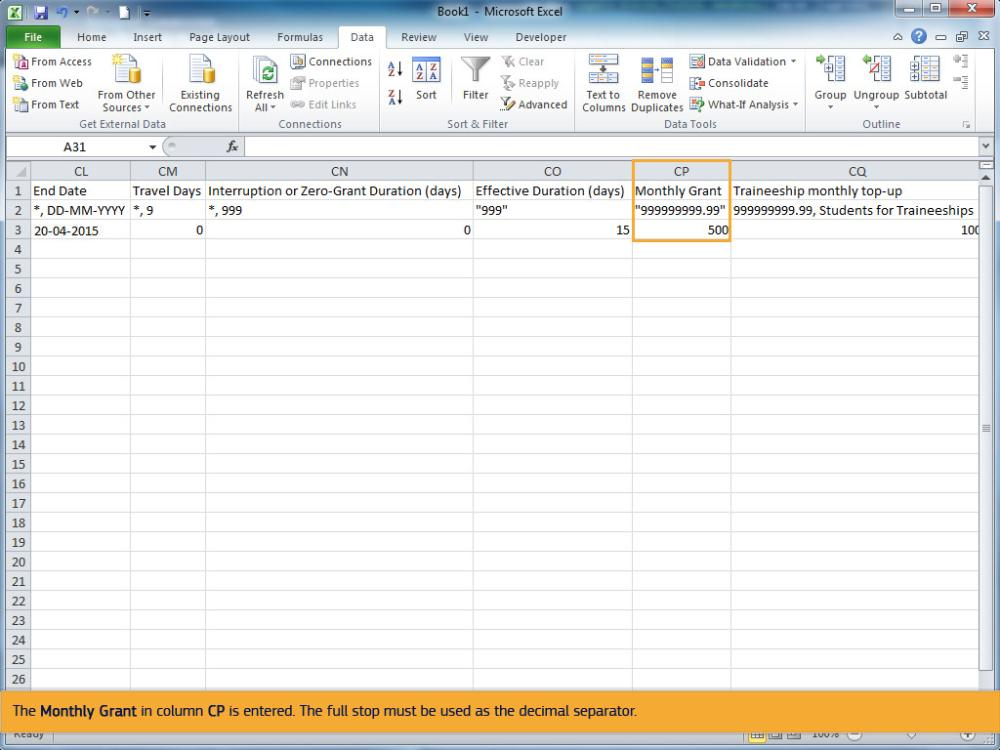 Book1 - Microsoft Excel
File Home Insert Page Layout Formulas Data Review View Developer
From Access
From Web
From Text
From Other Sources
Existing Connections
Get External Data
Refresh All
Connections
Properties
Edit Links
Connections
Sort
Filter
Clear
Reapply
Advanced
Sort & Filter
Text to Columns
Remove Duplicates
Data Validation
Consolidate
What-If Analysis
Data Tools
Group
Ungroup
Subtotal
Outline
A31 fx
CL CM CN CO CP CQ
1 End Date Travel Days Interruption or Zero-Grant Duration (days) Effective Duration (days) Monthly Grant Traineeship monthly top-up
2 *, DD-MM-YYYY *, 9 *, 999 "999" "999999999.99" 999999999.99, Students for Traineeships
3 20-04-2015 0 0 15 500 100
4
5
6
7
8
9
10
11
12
13
14
15
16
17
18
19
20
21
22
23
24
25
26
The Monthly Grant in column CP is entered. The full stop must be used as the decimal separator.
Ready 100%